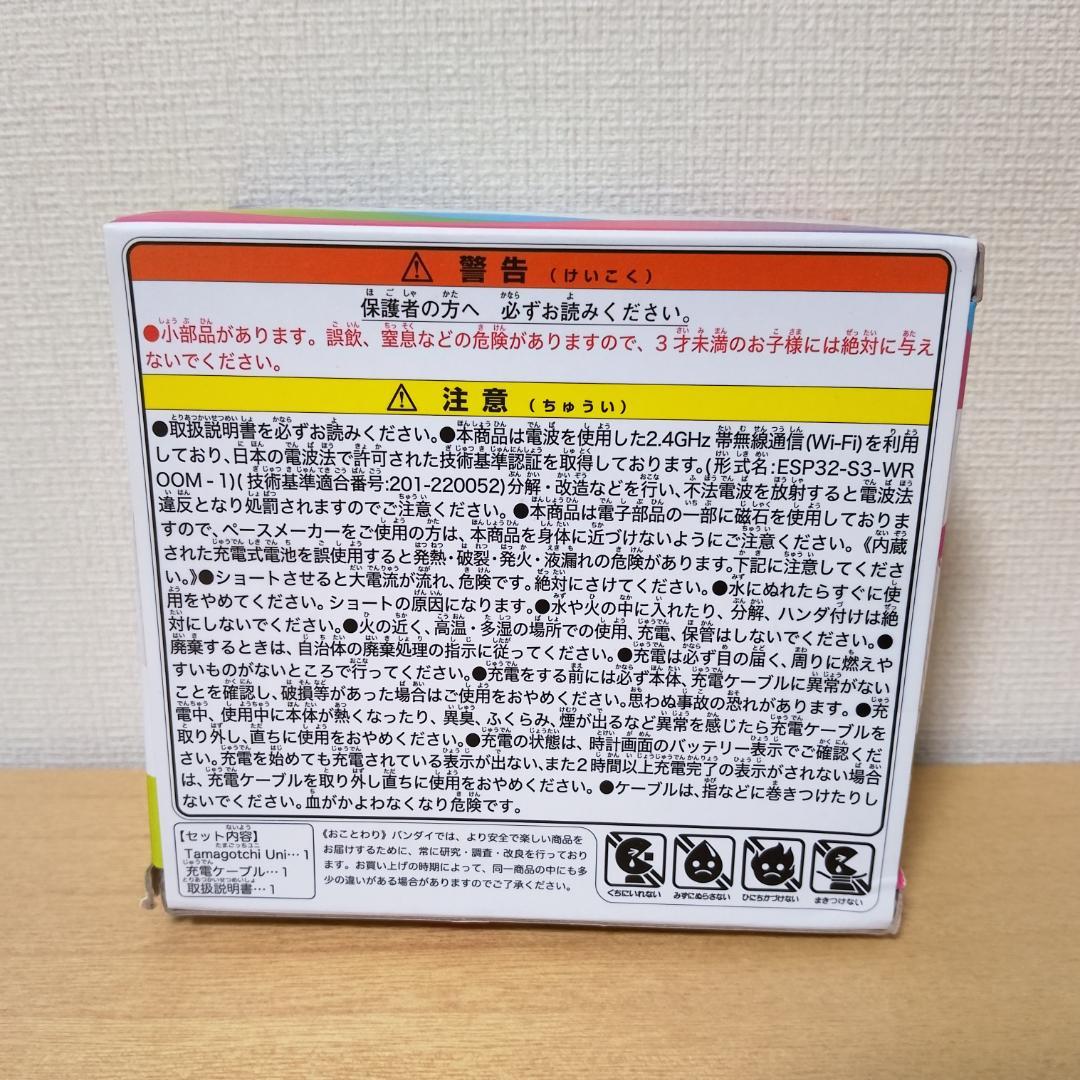 警告（けいこく）
保護者の方へ　必ずお読みください。
●小部品があります。誤飲、窒息などの危険がありますので、3才未満のお子様には絶対に与え
ないでください。
注意（ちゅうい）
●取扱説明書を必ずお読みください。●本商品は電波を使用した2.4GHz帯無線通信(Wi-Fi)を利用
しており、日本の電波法で許可された技術基準認証を取得しております。(形式名:ESP32-S3-WR
OOM-1)(技術基準適合番号:201-220052)分解・改造などを行い、不法電波を放射すると電波法
違反となり処罰されますのでご注意ください。●本商品は電子部品の一部に磁石を使用しておりま
すので、ペースメーカーをご使用の方は、本商品を身体に近づけないようにご注意ください。《内蔵
された充電式電池を誤使用すると発熱・破裂・発火・液漏れの危険があります。下記に注意してくださ
い。》●ショートさせると大電流が流れ、危険です。絶対にさけてください。●水にぬれたらすぐに使
用をやめてください。ショートの原因になります。●水や火の中に入れたり、分解、ハンダ付けは絶
対にしないでください。●火の近く、高温・多湿の場所での使用、充電、保管はしないでください。●
廃棄するときは、自治体の廃棄処理の指示に従ってください。●充電は必ず目の届く、周りに燃えや
すいものがないところで行ってください。●充電をする前には必ず本体、充電ケーブルに異常がない
ことを確認し、破損等があった場合はご使用をおやめください。思わぬ事故の恐れがあります。●充
電中、使用中に本体が熱くなったり、異臭、ふくらみ、煙が出るなど異常を感じたら充電ケーブルを
取り外し、直ちに使用をおやめください。●充電の状態は、時計画面のバッテリー表示でご確認くだ
さい。充電を始めても充電されている表示が出ない、また2時間以上充電完了の表示がされない場合
は、充電ケーブルを取り外し直ちに使用をおやめください。●ケーブルは、指などに巻きつけたりし
ないでください。血がかよわなくなり危険です。
【セット内容】
Tamagotchi Uni…1
充電ケーブル…1
取扱説明書…1
《おことわり》バンダイでは、より安全で楽しい商品を
お届けするために、常に研究・調査・改良を行っており
ます。お買い上げの時期によって、同一商品の中にも多
少の違いがある場合がありますのでご了承ください。
くちにいれない
みずにぬらさない
ひにちかづけない
まきつけない